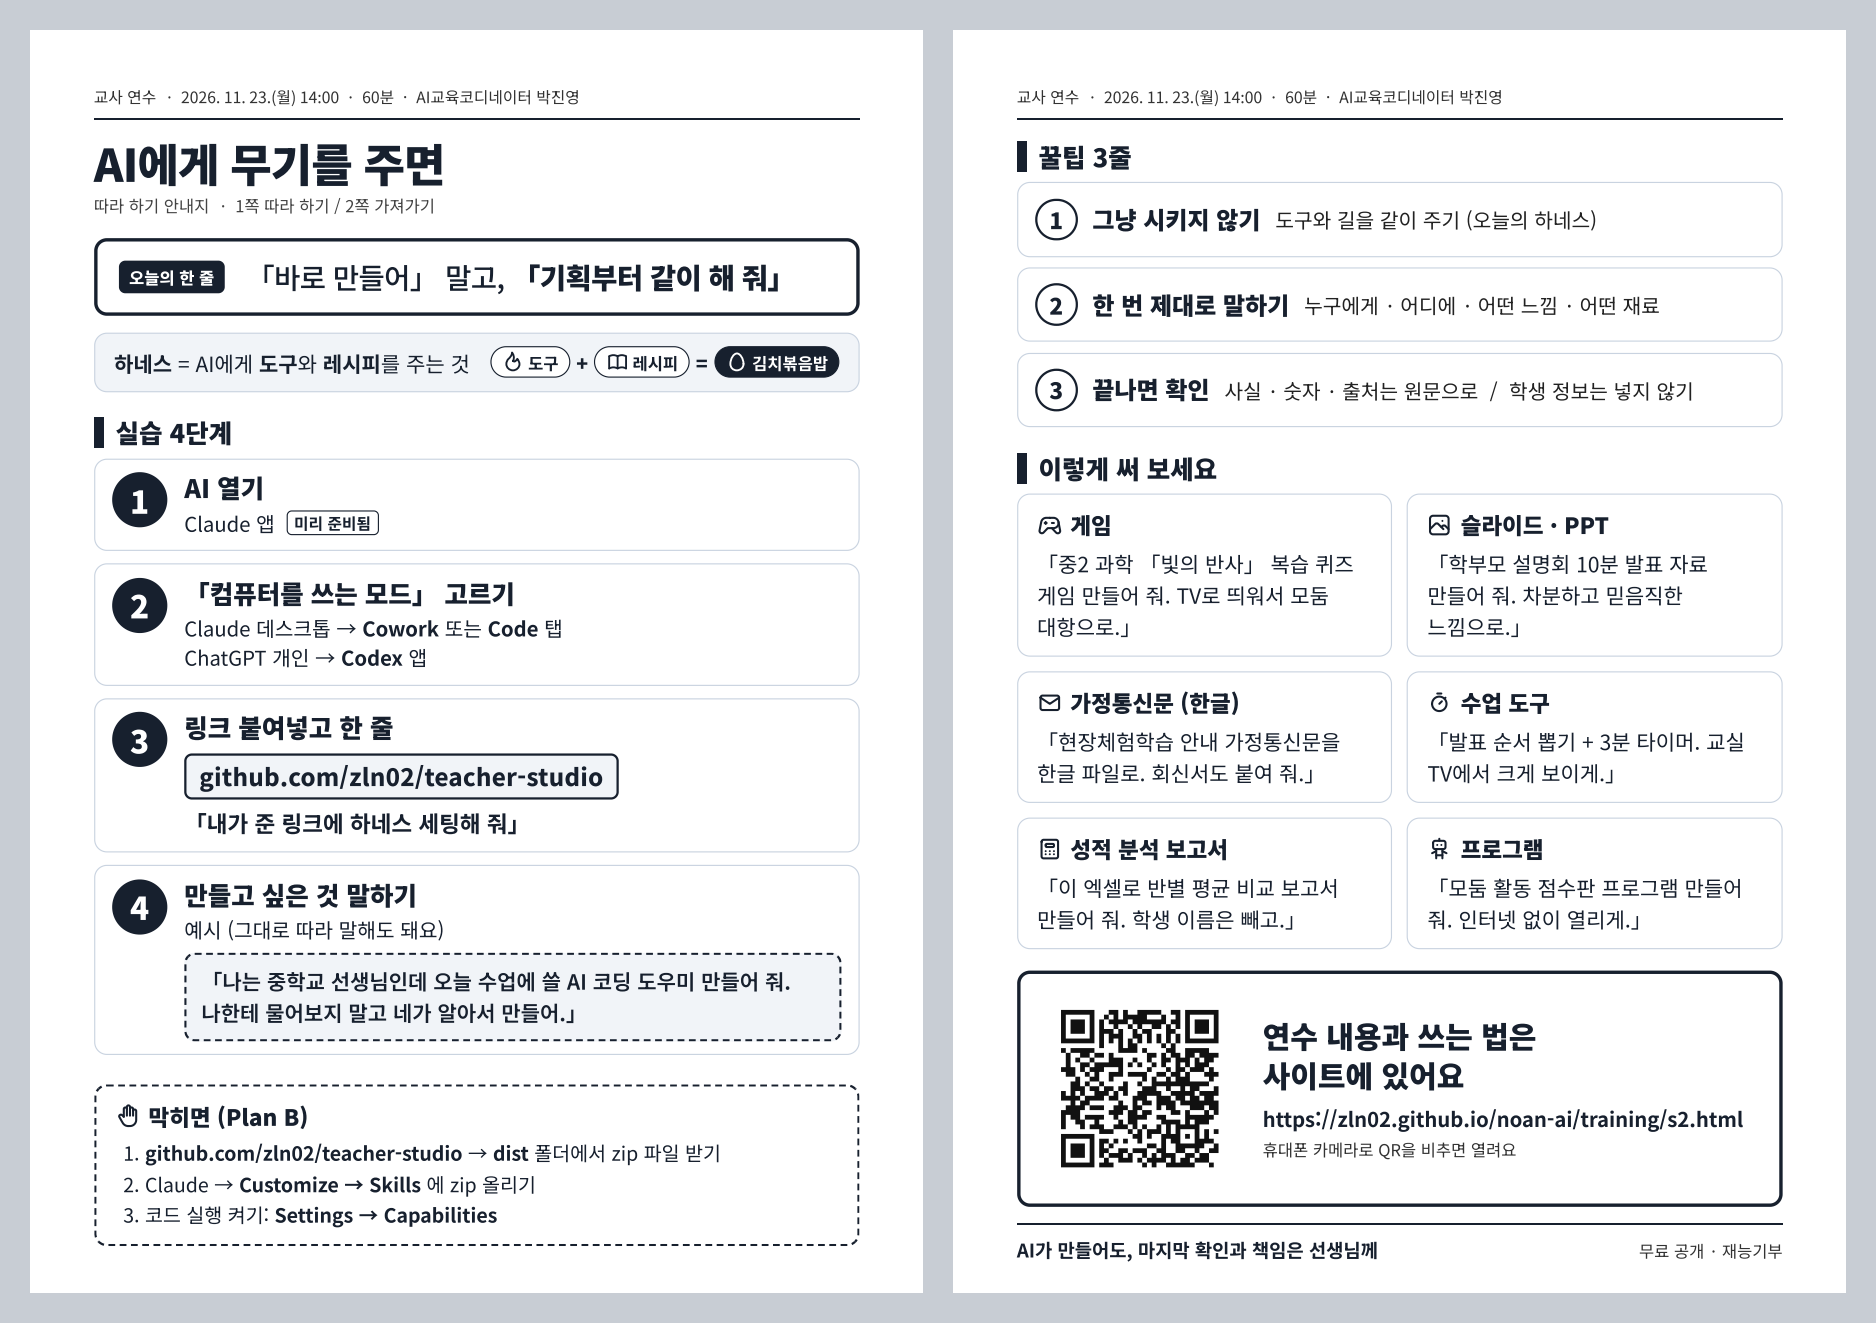 교사 연수 · 2026. 11. 23.(월) 14:00 · 60분 · AI교육코디네이터 박진영
AI에게 무기를 주면
따라 하기 안내지 · 1쪽 따라 하기 / 2쪽 가져가기
오늘의 한 줄 「바로 만들어」 말고, 「기획부터 같이 해 줘」
하네스 = AI에게 도구와 레시피를 주는 것 도구 + 레시피 = 김치볶음밥
실습 4단계
1 AI 열기
Claude 앱 미리 준비됨
2 「컴퓨터를 쓰는 모드」 고르기
Claude 데스크톱 → Cowork 또는 Code 탭
ChatGPT 개인 → Codex 앱
3 링크 붙여넣고 한 줄
github.com/zln02/teacher-studio
「내가 준 링크에 하네스 세팅해 줘」
4 만들고 싶은 것 말하기
예시 (그대로 따라 말해도 돼요)
「나는 중학교 선생님인데 오늘 수업에 쓸 AI 코딩 도우미 만들어 줘.
나한테 물어보지 말고 네가 알아서 만들어.」
막히면 (Plan B)
1. github.com/zln02/teacher-studio → dist 폴더에서 zip 파일 받기
2. Claude → Customize → Skills 에 zip 올리기
3. 코드 실행 켜기: Settings → Capabilities
교사 연수 · 2026. 11. 23.(월) 14:00 · 60분 · AI교육코디네이터 박진영
꿀팁 3줄
1 그냥 시키지 않기 도구와 길을 같이 주기 (오늘의 하네스)
2 한 번 제대로 말하기 누구에게 · 어디에 · 어떤 느낌 · 어떤 재료
3 끝나면 확인 사실 · 숫자 · 출처는 원문으로 / 학생 정보는 넣지 않기
이렇게 써 보세요
게임
「중2 과학 「빛의 반사」 복습 퀴즈
게임 만들어 줘. TV로 띄워서 모둠
대항으로.」
슬라이드 · PPT
「학부모 설명회 10분 발표 자료
만들어 줘. 차분하고 믿음직한
느낌으로.」
가정통신문 (한글)
「현장체험학습 안내 가정통신문을
한글 파일로. 회신서도 붙여 줘.」
수업 도구
「발표 순서 뽑기 + 3분 타이머. 교실
TV에서 크게 보이게.」
성적 분석 보고서
「이 엑셀로 반별 평균 비교 보고서
만들어 줘. 학생 이름은 빼고.」
프로그램
「모둠 활동 점수판 프로그램 만들어
줘. 인터넷 없이 열리게.」
연수 내용과 쓰는 법은
사이트에 있어요
https://zln02.github.io/noan-ai/training/s2.html
휴대폰 카메라로 QR을 비추면 열려요
AI가 만들어도, 마지막 확인과 책임은 선생님께
무료 공개 · 재능기부